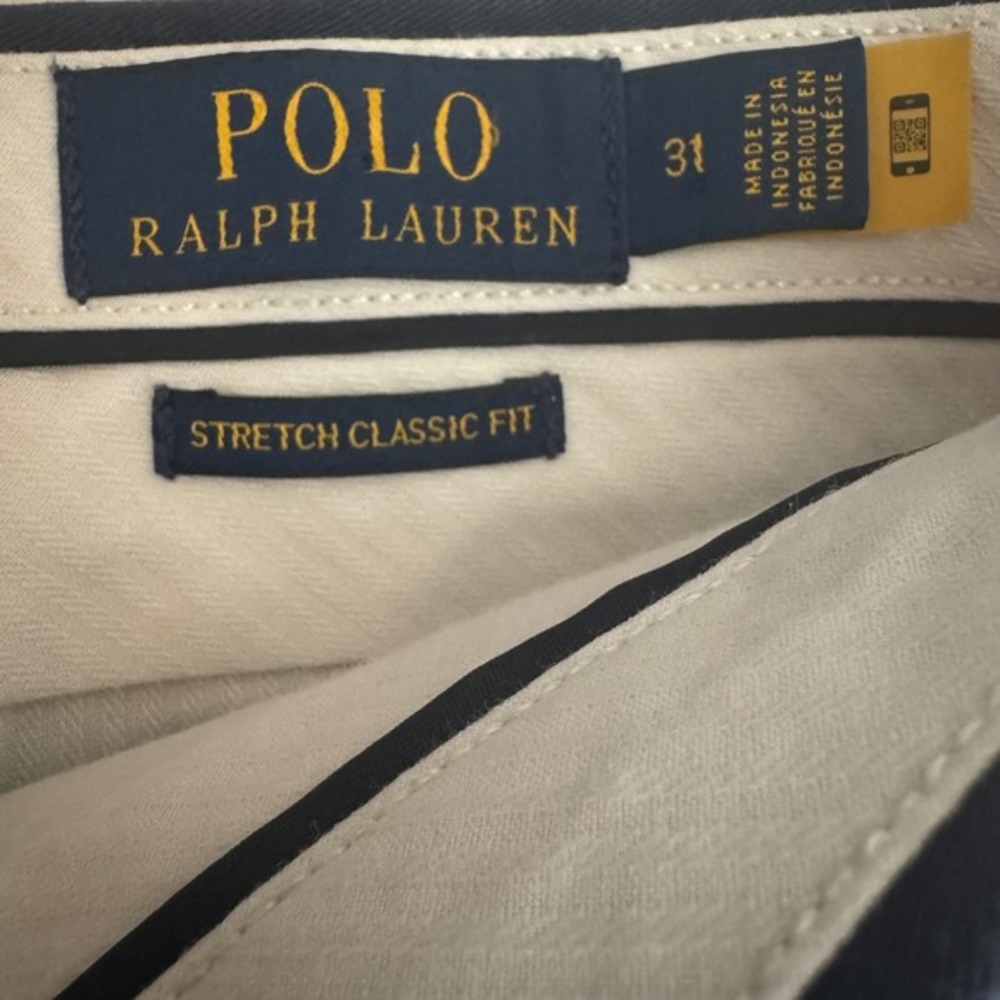 POLO
RALPH LAUREN
31
MADE IN
INDONESIA
FABRIQUÉ EN
INDONÉSIE
STRETCH CLASSIC FIT